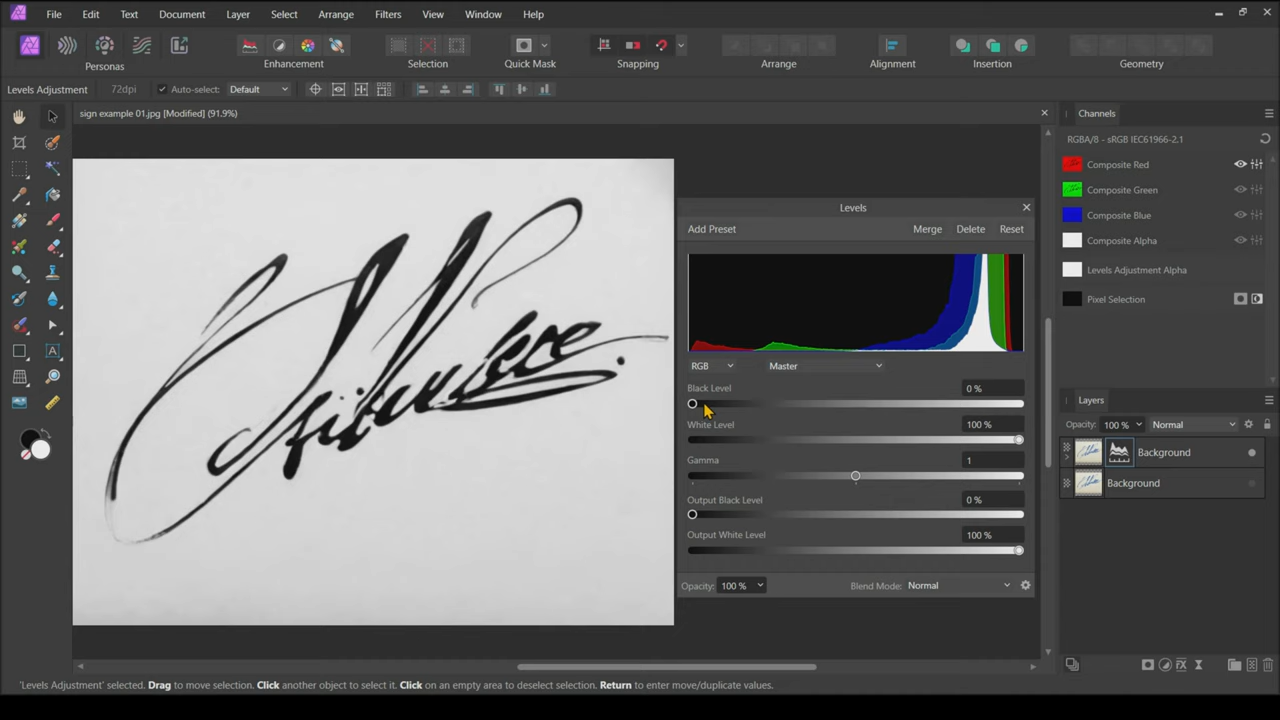 File Edit Text Document Layer Select Arrange Filters View Window Help
Personas Enhancement Selection Quick Mask Snapping Arrange Alignment Insertion Geometry
Levels Adjustment 72dpi Auto-select: Default
sign example 01.jpg [Modified] (91.9%)
Levels
Add Preset Merge Delete Reset
RGB Master
Black Level 0 %
White Level 100 %
Gamma 1
Output Black Level 0 %
Output White Level 100 %
Opacity: 100 % Blend Mode: Normal
Channels
RGBA/8 - sRGB IEC61966-2.1
Composite Red
Composite Green
Composite Blue
Composite Alpha
Levels Adjustment Alpha
Pixel Selection
Layers
Opacity: 100 % Normal
Background
Background
'Levels Adjustment' selected. Drag to move selection. Click another object to select it. Click on an empty area to deselect selection. Return to enter move/duplicate values.